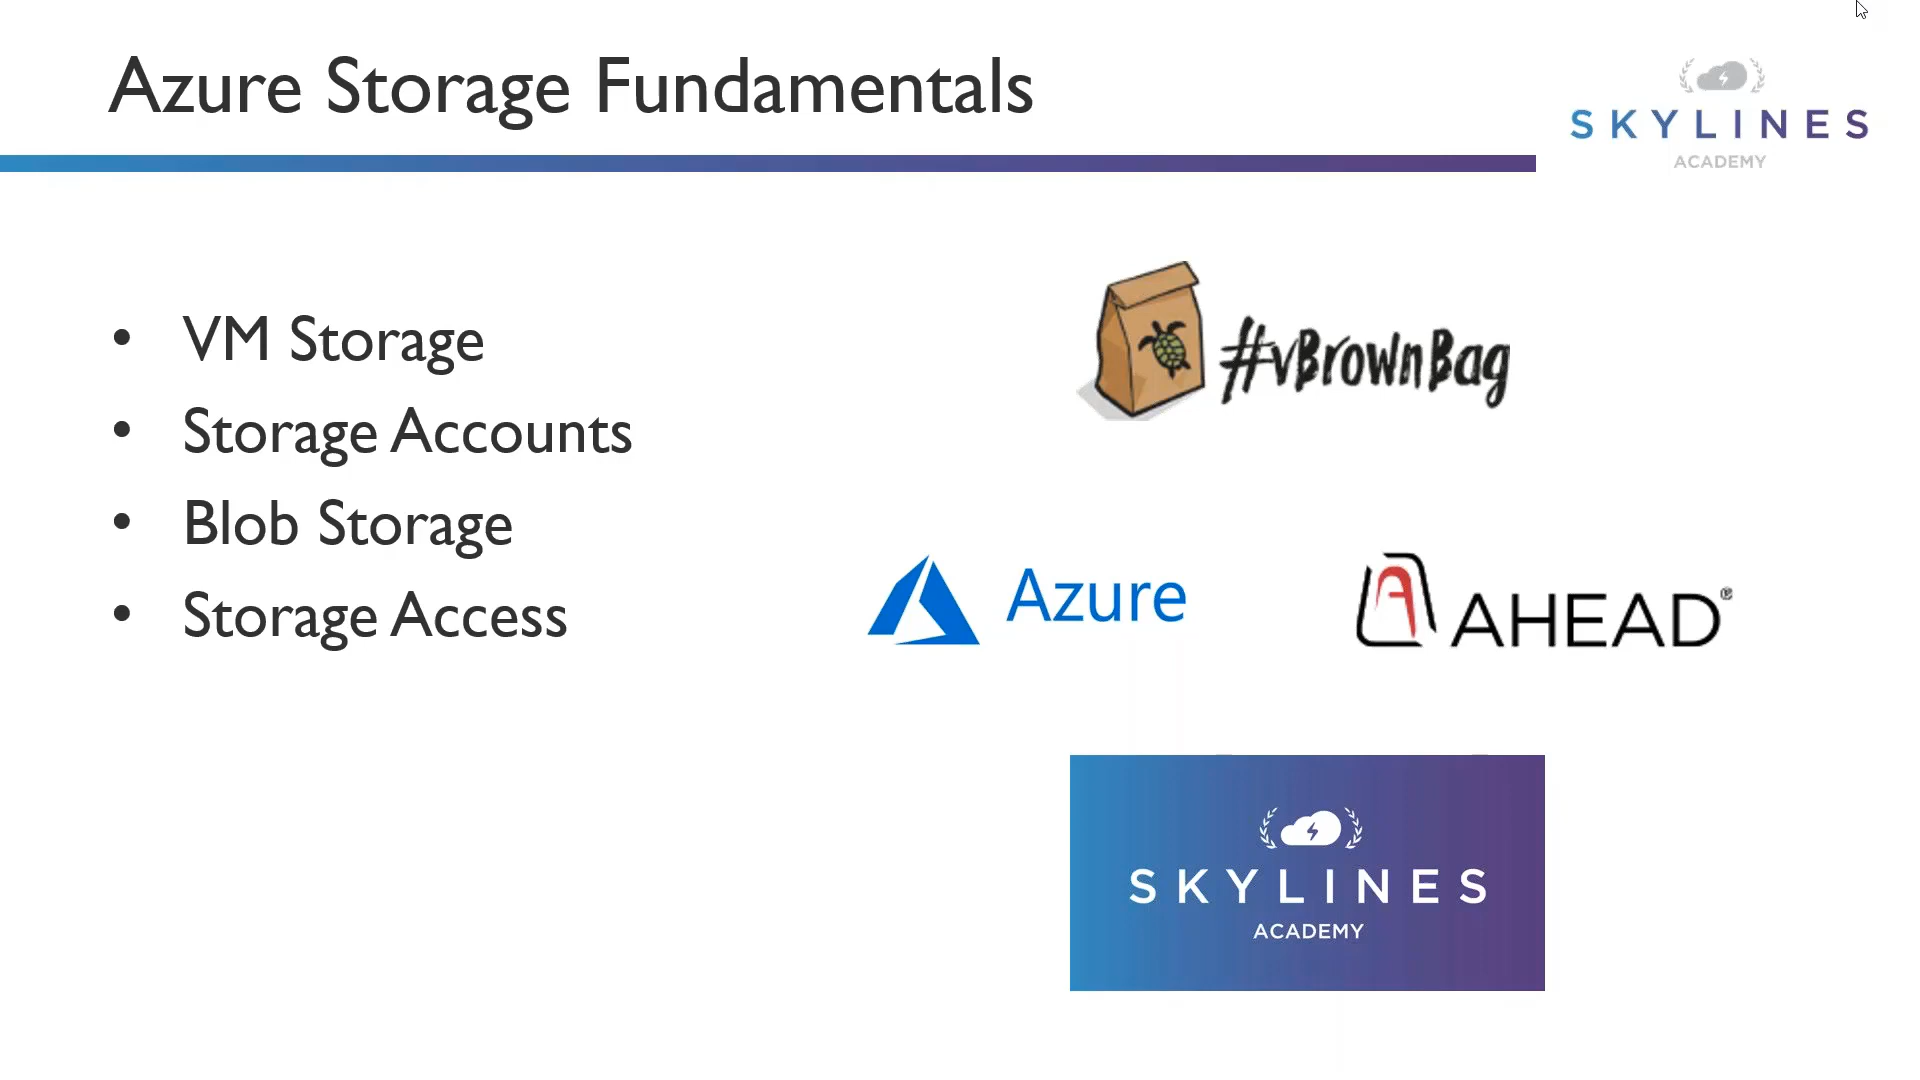 Azure Storage Fundamentals
SKYLINES
ACADEMY
• VM Storage
• Storage Accounts
• Blob Storage
• Storage Access
#vBrownBag
Azure
AHEAD®
SKYLINES
ACADEMY